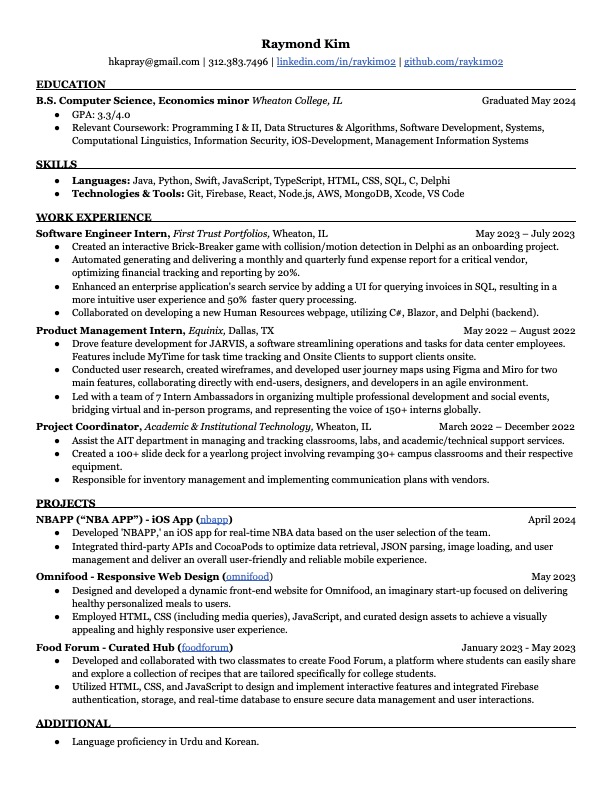 Raymond Kim
hkapray@gmail.com | 312.383.7496 | linkedin.com/in/raykim02 | github.com/rayk1m02
EDUCATION
B.S. Computer Science, Economics minor Wheaton College, IL Graduated May 2024
● GPA: 3.3/4.0
● Relevant Coursework: Programming I & II, Data Structures & Algorithms, Software Development, Systems,
Computational Linguistics, Information Security, iOS-Development, Management Information Systems
SKILLS
● Languages: Java, Python, Swift, JavaScript, TypeScript, HTML, CSS, SQL, C, Delphi
● Technologies & Tools: Git, Firebase, React, Node.js, AWS, MongoDB, Xcode, VS Code
WORK EXPERIENCE
Software Engineer Intern, First Trust Portfolios, Wheaton, IL May 2023 – July 2023
● Created an interactive Brick-Breaker game with collision/motion detection in Delphi as an onboarding project.
● Automated generating and delivering a monthly and quarterly fund expense report for a critical vendor,
optimizing financial tracking and reporting by 20%.
● Enhanced an enterprise application's search service by adding a UI for querying invoices in SQL, resulting in a
more intuitive user experience and 50% faster query processing.
● Collaborated on developing a new Human Resources webpage, utilizing C#, Blazor, and Delphi (backend).
Product Management Intern, Equinix, Dallas, TX May 2022 – August 2022
● Drove feature development for JARVIS, a software streamlining operations and tasks for data center employees.
Features include MyTime for task time tracking and Onsite Clients to support clients onsite.
● Conducted user research, created wireframes, and developed user journey maps using Figma and Miro for two
main features, collaborating directly with end-users, designers, and developers in an agile environment.
● Led with a team of 7 Intern Ambassadors in organizing multiple professional development and social events,
bridging virtual and in-person programs, and representing the voice of 150+ interns globally.
Project Coordinator, Academic & Institutional Technology, Wheaton, IL March 2022 – December 2022
● Assist the AIT department in managing and tracking classrooms, labs, and academic/technical support services.
● Created a 100+ slide deck for a yearlong project involving revamping 30+ campus classrooms and their respective
equipment.
● Responsible for inventory management and implementing communication plans with vendors.
PROJECTS
NBAPP (“NBA APP”) - iOS App (nbapp) April 2024
● Developed 'NBAPP,' an iOS app for real-time NBA data based on the user selection of the team.
● Integrated third-party APIs and CocoaPods to optimize data retrieval, JSON parsing, image loading, and user
management and deliver an overall user-friendly and reliable mobile experience.
Omnifood - Responsive Web Design (omnifood) May 2023
● Designed and developed a dynamic front-end website for Omnifood, an imaginary start-up focused on delivering
healthy personalized meals to users.
● Employed HTML, CSS (including media queries), JavaScript, and curated design assets to achieve a visually
appealing and highly responsive user experience.
Food Forum - Curated Hub (foodforum) January 2023 - May 2023
● Developed and collaborated with two classmates to create Food Forum, a platform where students can easily share
and explore a collection of recipes that are tailored specifically for college students.
● Utilized HTML, CSS, and JavaScript to design and implement interactive features and integrated Firebase
authentication, storage, and real-time database to ensure secure data management and user interactions.
ADDITIONAL
● Language proficiency in Urdu and Korean.